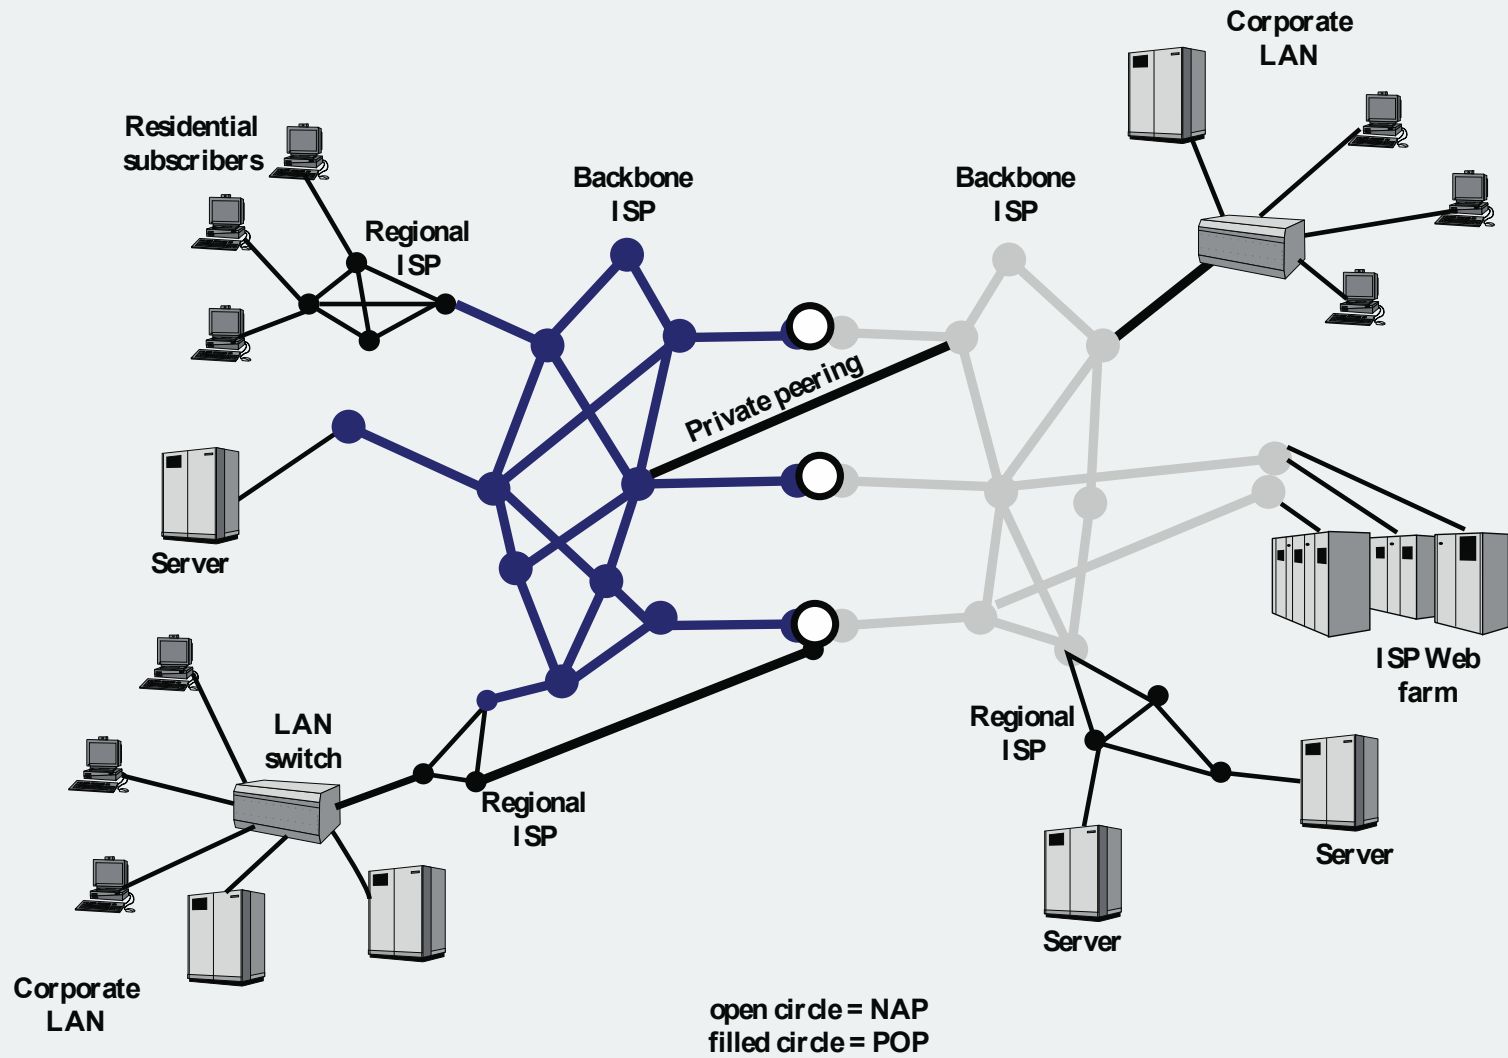 Corporate
LAN
Residential
subscribers
Backbone
ISP
Backbone
ISP
Regional
ISP
Private peering
Server
ISP Web
farm
LAN
switch
Regional
ISP
Regional
ISP
Server
Server
Corporate
LAN
open circle = NAP
filled circle = POP